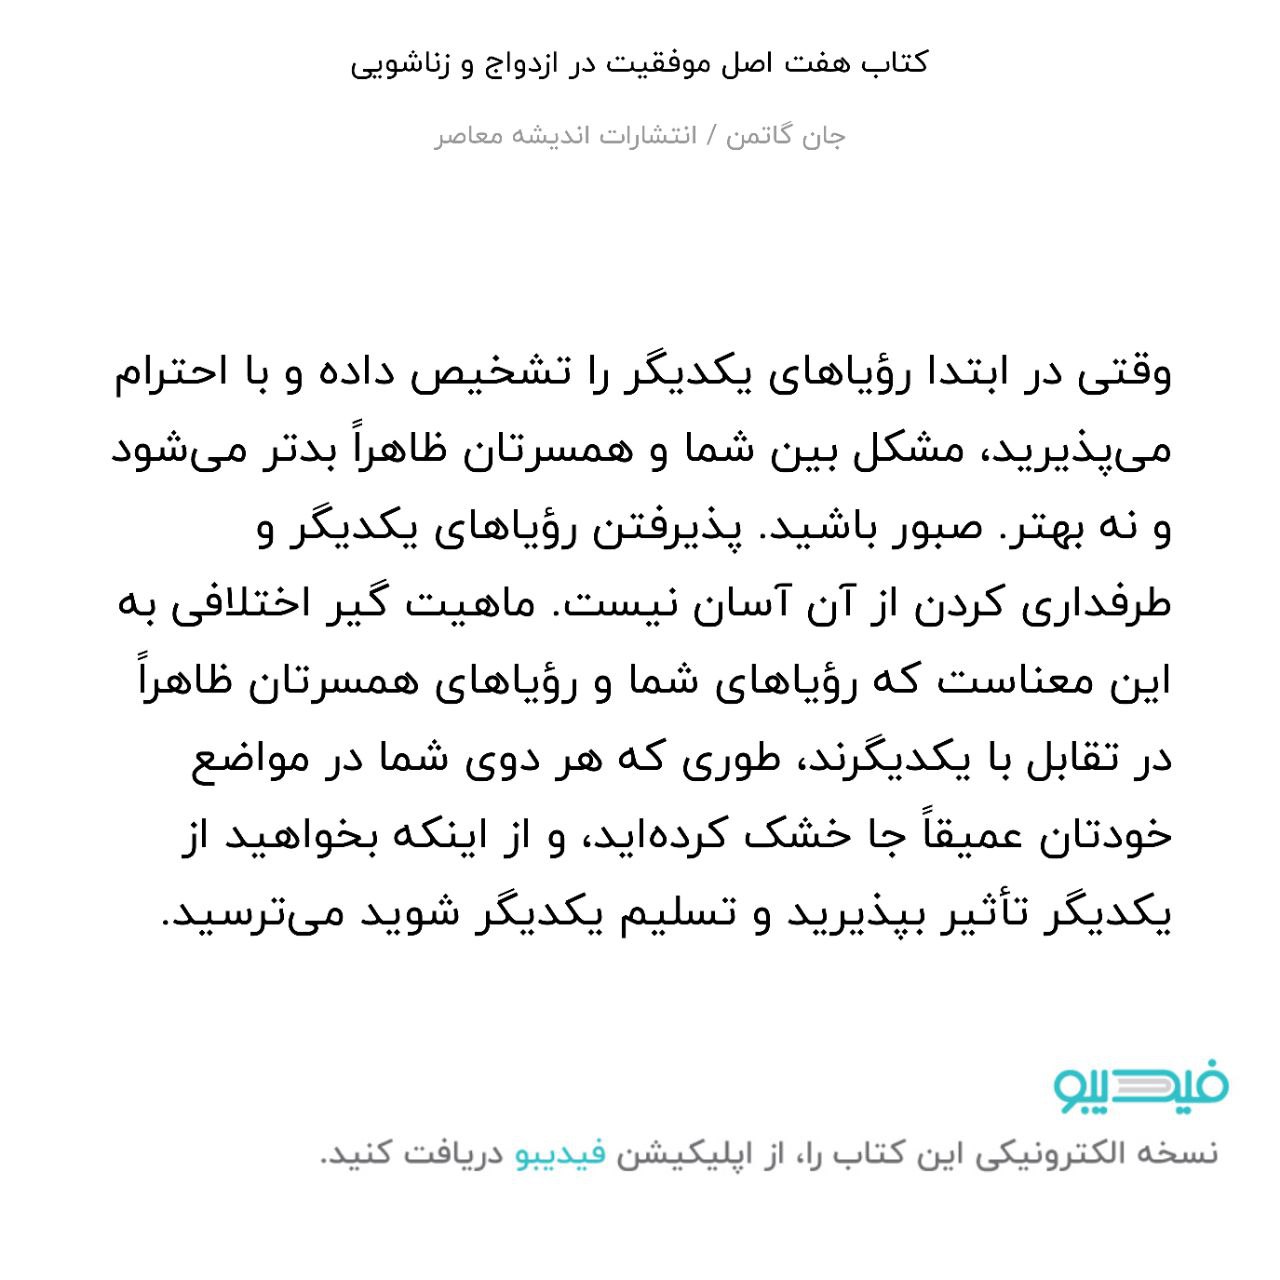 کتاب هفت اصل موفقیت در ازدواج و زناشویی
جان گاتمن / انتشارات اندیشه معاصر
وقتی در ابتدا رؤیاهای یکدیگر را تشخیص داده و با احترام
می‌پذیرید، مشکل بین شما و همسرتان ظاهراً بدتر می‌شود
و نه بهتر. صبور باشید. پذیرفتن رؤیاهای یکدیگر و
طرفداری کردن از آن آسان نیست. ماهیت گیر اختلافی به
این معناست که رؤیاهای شما و رؤیاهای همسرتان ظاهراً
در تقابل با یکدیگرند، طوری که هر دوی شما در مواضع
خودتان عمیقاً جا خشک کرده‌اید، و از اینکه بخواهید از
یکدیگر تأثیر بپذیرید و تسلیم یکدیگر شوید می‌ترسید.
فیدیبو
نسخه الکترونیکی این کتاب را، از اپلیکیشن فیدیبو دریافت کنید.